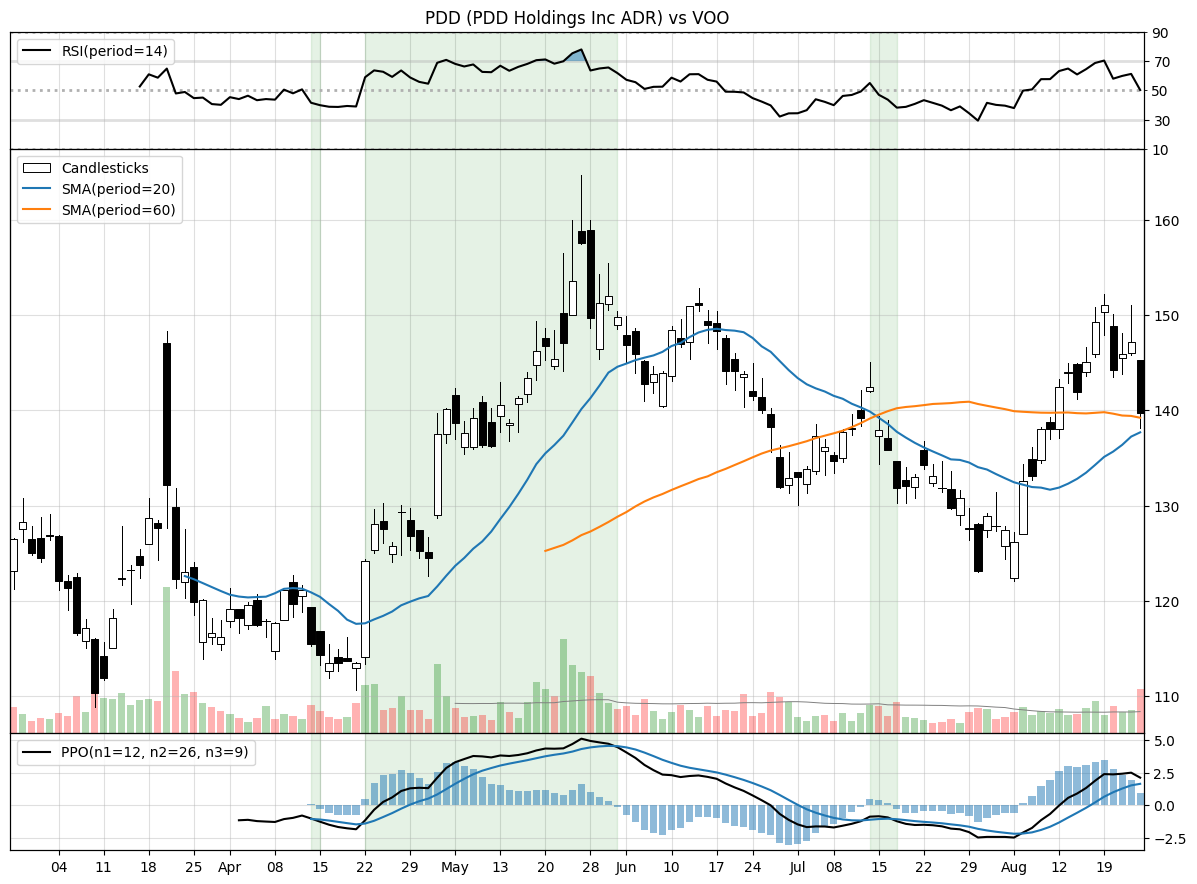 PDD (PDD Holdings Inc ADR) vs VOO
RSI(period=14)
90
70
50
30
10
Candlesticks
SMA(period=20)
SMA(period=60)
160
150
140
130
120
110
PPO(n1=12, n2=26, n3=9)
5.0
2.5
0.0
−2.5
04 11 18 25 Apr 08 15 22 29 May 13 20 28 Jun 10 17 24 Jul 08 15 22 29 Aug 12 19